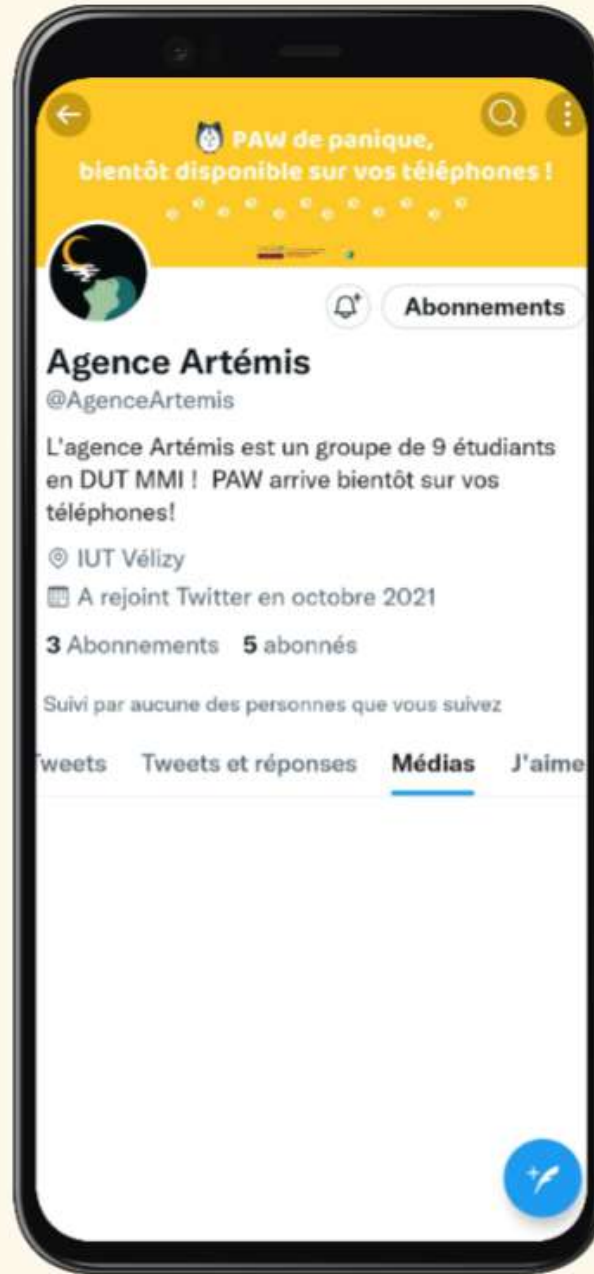 PAW de panique,
bientôt disponible sur vos téléphones !
Abonnements
Agence Artémis
@AgenceArtemis
L'agence Artémis est un groupe de 9 étudiants
en DUT MMI ! PAW arrive bientôt sur vos
téléphones!
IUT Vélizy
A rejoint Twitter en octobre 2021
3 Abonnements 5 abonnés
Suivi par aucune des personnes que vous suivez
Tweets Tweets et réponses Médias J'aime